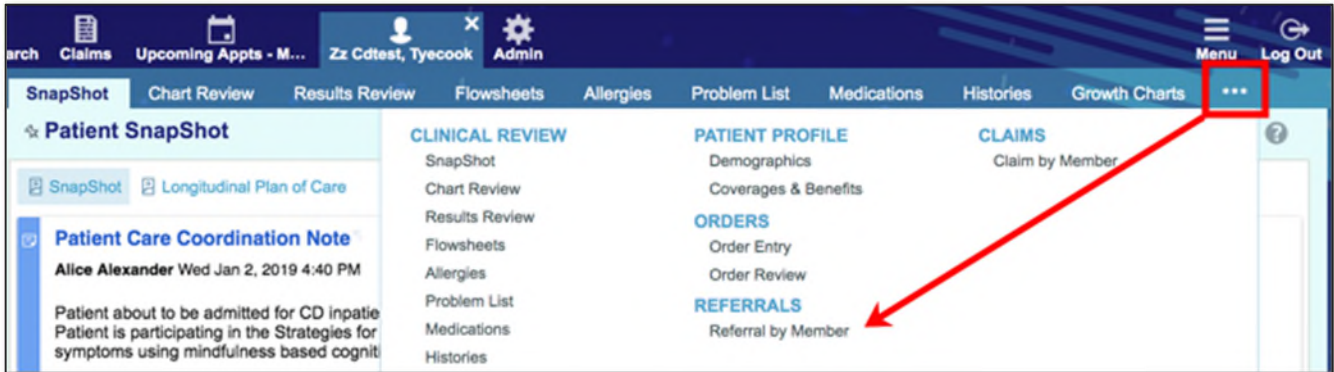 arch Claims Upcoming Appts - M... Zz Cdtest, Tyecook Admin Menu Log Out
SnapShot Chart Review Results Review Flowsheets Allergies Problem List Medications Histories Growth Charts ...
Patient SnapShot
SnapShot Longitudinal Plan of Care
Patient Care Coordination Note
Alice Alexander Wed Jan 2, 2019 4:40 PM
Patient about to be admitted for CD inpatie
Patient is participating in the Strategies for
symptoms using mindfulness based cogniti
CLINICAL REVIEW
SnapShot
Chart Review
Results Review
Flowsheets
Allergies
Problem List
Medications
Histories
PATIENT PROFILE
Demographics
Coverages & Benefits
ORDERS
Order Entry
Order Review
REFERRALS
Referral by Member
CLAIMS
Claim by Member
?